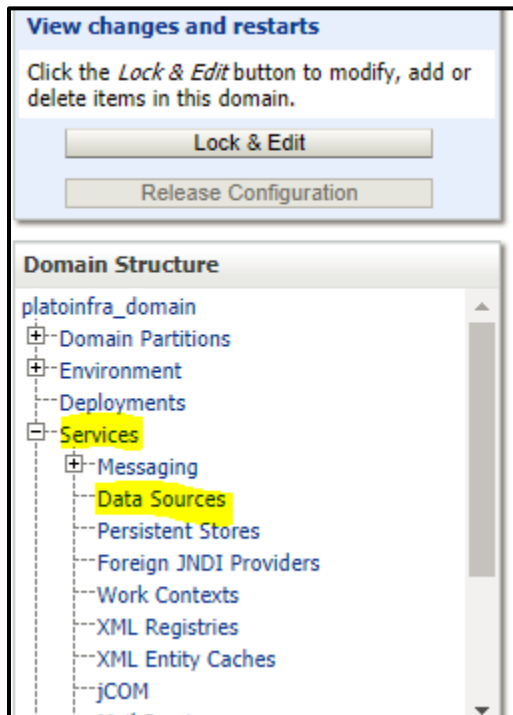 View changes and restarts
Click the Lock & Edit button to modify, add or
delete items in this domain.
Lock & Edit
Release Configuration
Domain Structure
platoinfra_domain
Domain Partitions
Environment
Deployments
Services
Messaging
Data Sources
Persistent Stores
Foreign JNDI Providers
Work Contexts
XML Registries
XML Entity Caches
jCOM